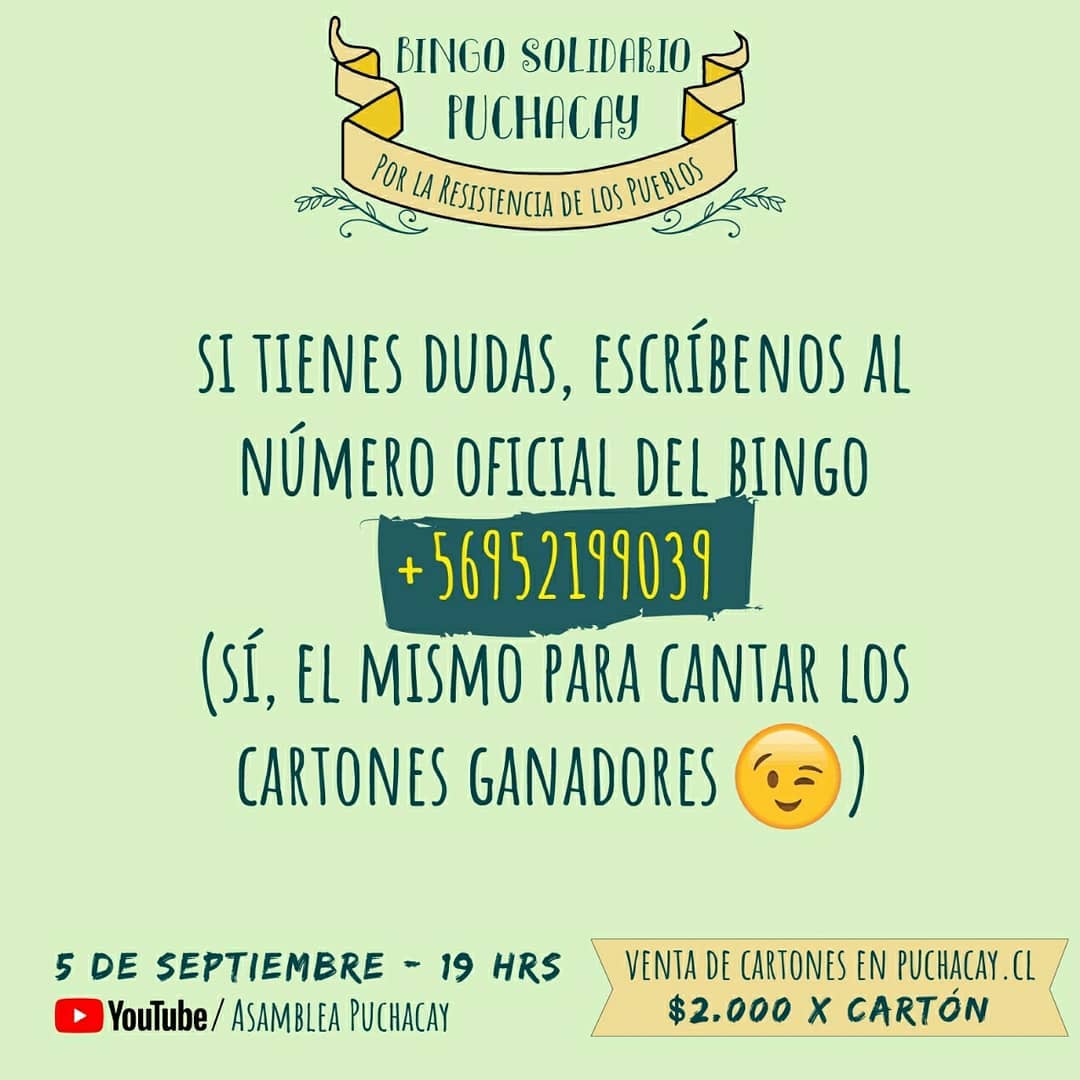 BINGO SOLIDARIO
PUCHACAY
POR LA RESISTENCIA DE LOS PUEBLOS
SI TIENES DUDAS, ESCRÍBENOS AL
NÚMERO OFICIAL DEL BINGO
+56952199039
(SÍ, EL MISMO PARA CANTAR LOS
CARTONES GANADORES 😉)
5 DE SEPTIEMBRE - 19 HRS
YouTube / ASAMBLEA PUCHACAY
VENTA DE CARTONES EN PUCHACAY.CL
$2.000 X CARTÓN